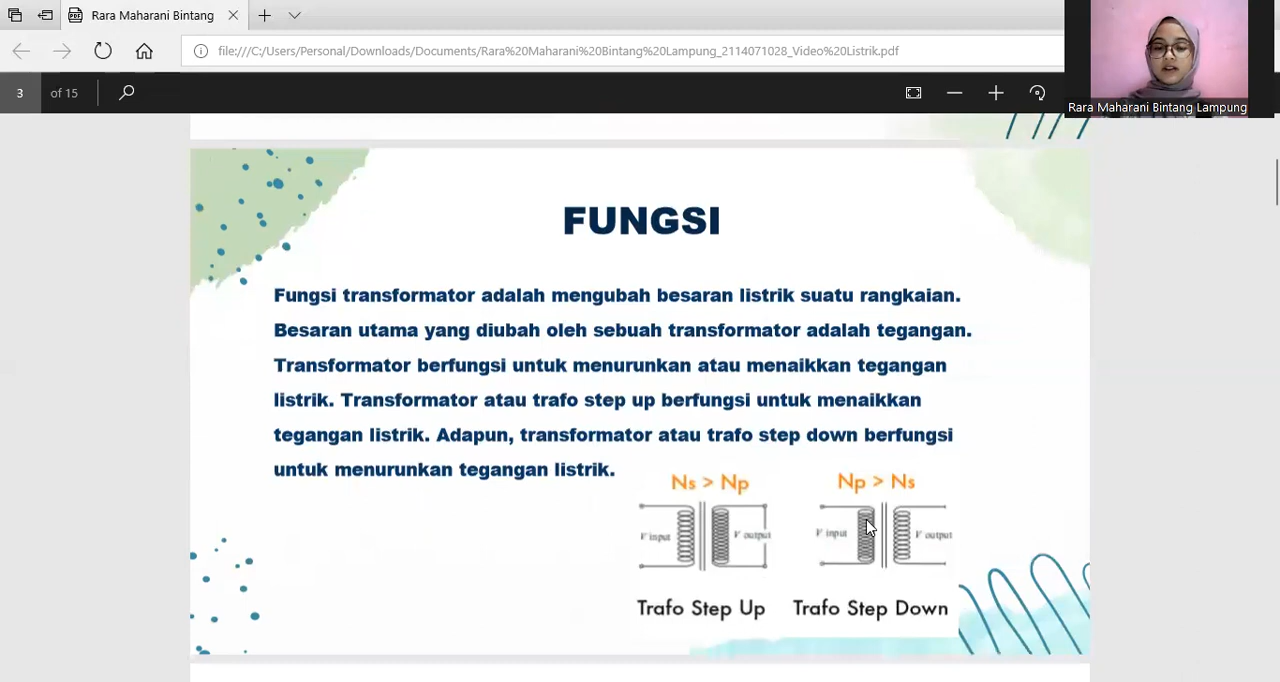 Rara Maharani Bintang
file:///C:/Users/Personal/Downloads/Documents/Rara%20Maharani%20Bintang%20Lampung_2114071028_Video%20Listrik.pdf
3 of 15
Rara Maharani Bintang Lampung
FUNGSI
Fungsi transformator adalah mengubah besaran listrik suatu rangkaian.
Besaran utama yang diubah oleh sebuah transformator adalah tegangan.
Transformator berfungsi untuk menurunkan atau menaikkan tegangan
listrik. Transformator atau trafo step up berfungsi untuk menaikkan
tegangan listrik. Adapun, transformator atau trafo step down berfungsi
untuk menurunkan tegangan listrik.
Ns > Np
Np > Ns
V input
V output
V input
V output
Trafo Step Up
Trafo Step Down